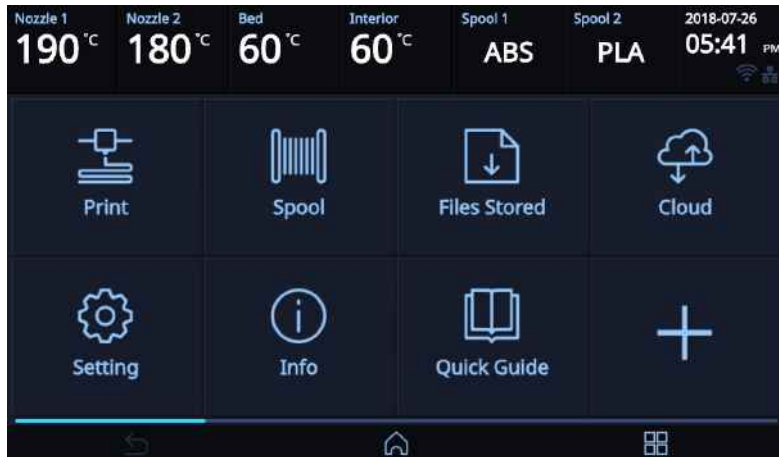 Nozzle 1 Nozzle 2 Bed Interior Spool 1 Spool 2 2018-07-26
190 °C 180 °C 60 °C 60 °C ABS PLA 05:41 PM
Print Spool Files Stored Cloud
Setting Info Quick Guide